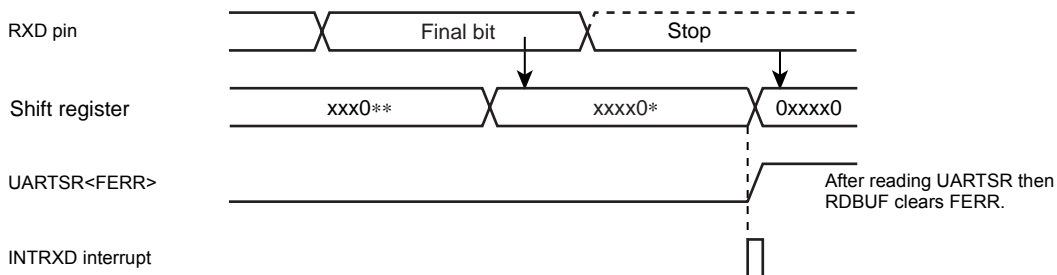 RXD pin
Final bit
Stop
Shift register
xxx0**
xxxx0*
0xxxx0
UARTSR<FERR>
After reading UARTSR then
RDBUF clears FERR.
INTRXD interrupt